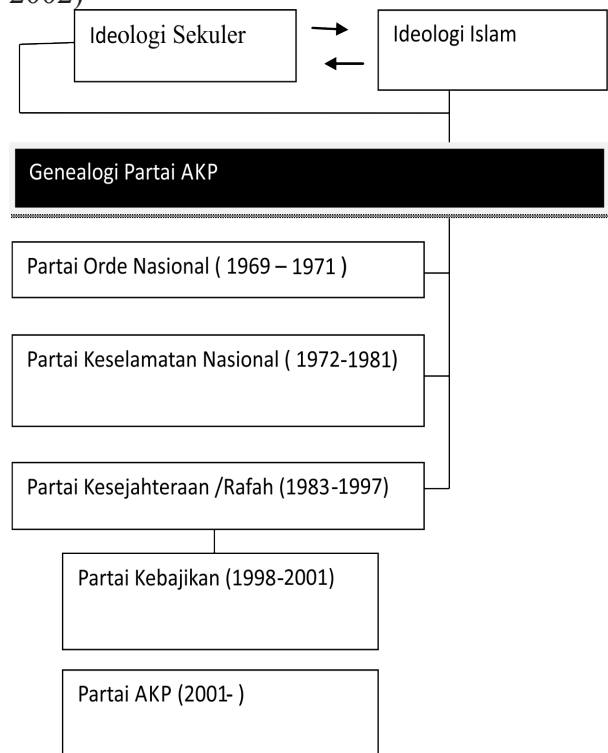 2002)
Ideologi Sekuler
Ideologi Islam
Genealogi Partai AKP
Partai Orde Nasional ( 1969 – 1971 )
Partai Keselamatan Nasional ( 1972-1981)
Partai Kesejahteraan /Rafah (1983-1997)
Partai Kebajikan (1998-2001)
Partai AKP (2001- )